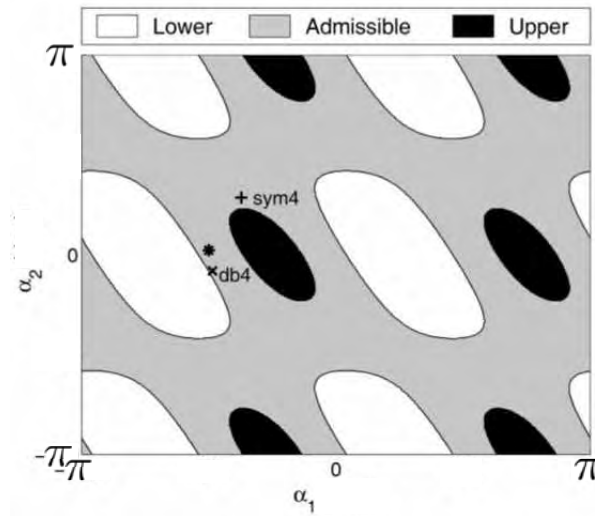 Lower Admissible Upper
π
sym4
0
db4
α2
-π
-π 0 π
α1